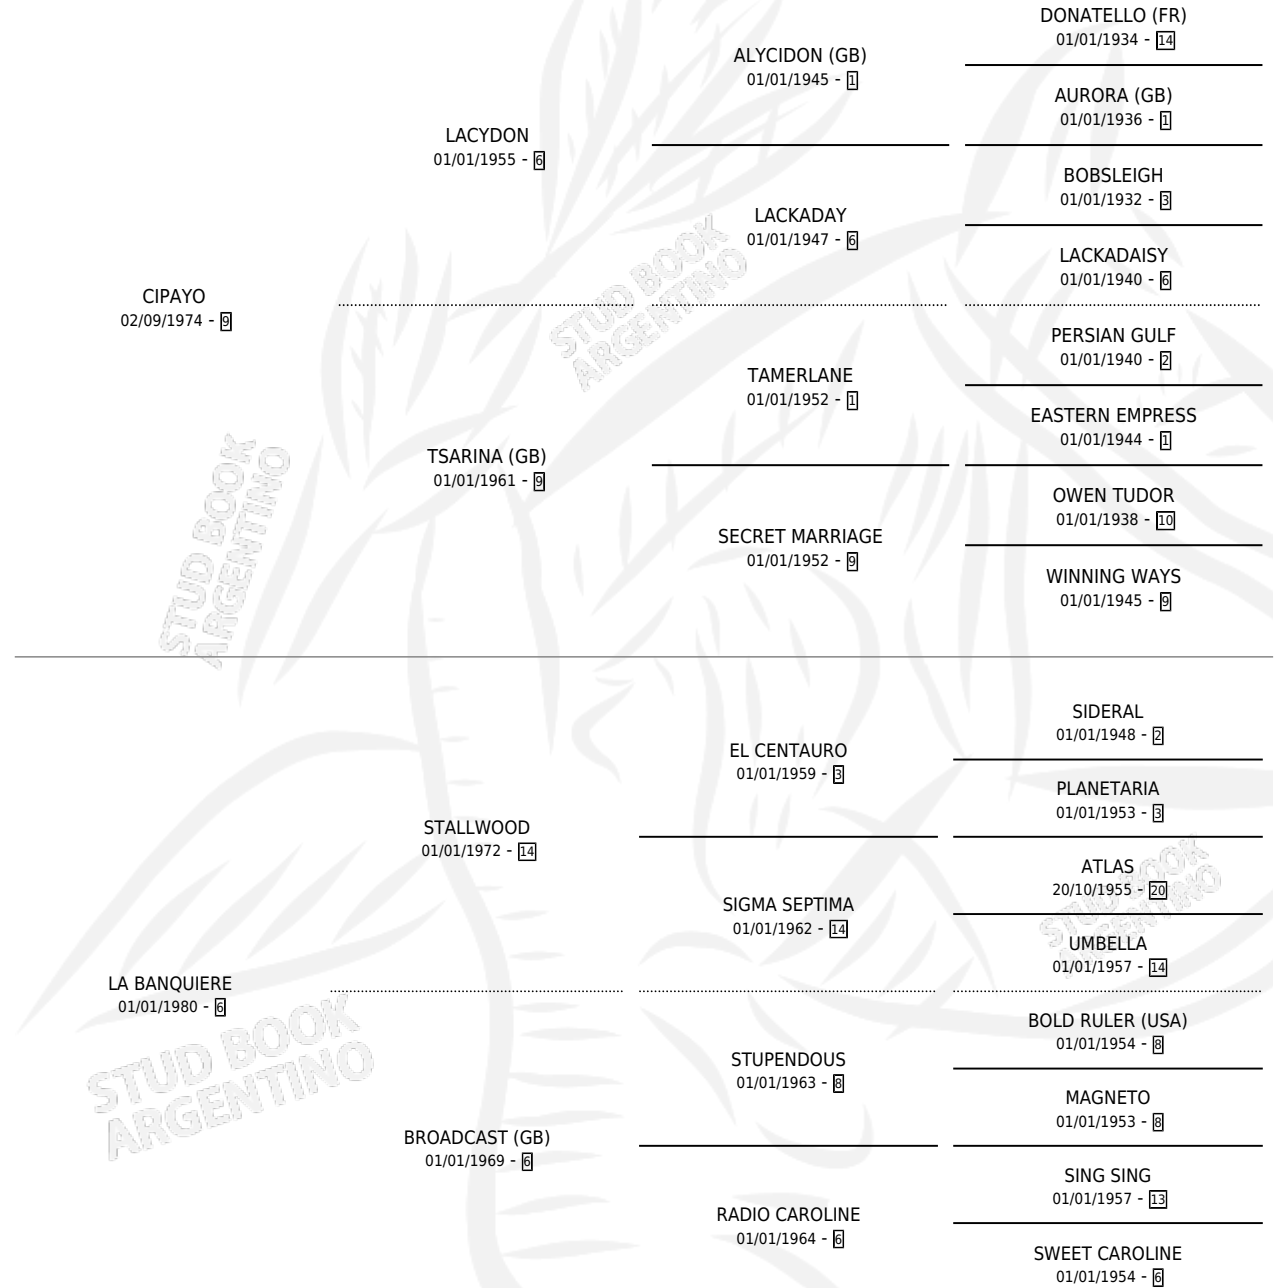 DONATELLO (FR)
01/01/1934 - 14
ALYCIDON (GB)
01/01/1945 - 1
AURORA (GB)
01/01/1936 - 1
LACYDON
01/01/1955 - 6
BOBSLEIGH
01/01/1932 - 3
LACKADAY
01/01/1947 - 6
LACKADAISY
01/01/1940 - 6
CIPAYO
02/09/1974 - 9
PERSIAN GULF
01/01/1940 - 2
TAMERLANE
01/01/1952 - 1
EASTERN EMPRESS
01/01/1944 - 1
TSARINA (GB)
01/01/1961 - 9
OWEN TUDOR
01/01/1938 - 10
SECRET MARRIAGE
01/01/1952 - 9
WINNING WAYS
01/01/1945 - 9
STUD BOOK
ARGENTINO
STUD BOOK
ARGENTINO
SIDERAL
01/01/1948 - 2
EL CENTAURO
01/01/1959 - 3
PLANETARIA
01/01/1953 - 3
STALLWOOD
01/01/1972 - 14
ATLAS
20/10/1955 - 20
SIGMA SEPTIMA
01/01/1962 - 14
UMBELLA
01/01/1957 - 14
STUD BOOK
ARGENTINO
LA BANQUIERE
01/01/1980 - 6
BOLD RULER (USA)
01/01/1954 - 8
STUPENDOUS
01/01/1963 - 8
MAGNETO
01/01/1953 - 8
STUD BOOK
ARGENTINO
BROADCAST (GB)
01/01/1969 - 6
SING SING
01/01/1957 - 13
RADIO CAROLINE
01/01/1964 - 6
SWEET CAROLINE
01/01/1954 - 6